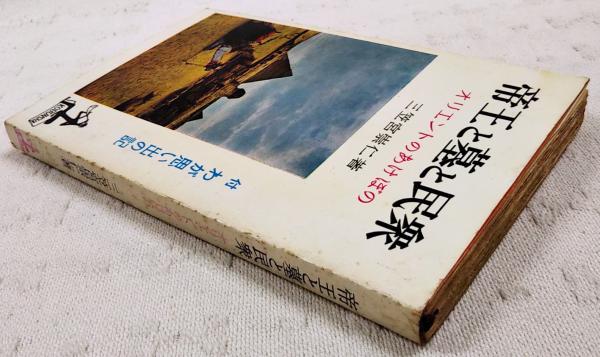 帝王と墓と民衆
オリエントのあけぼの
三笠宮崇仁著
付 わが思い出の記
帝王と墓と民衆